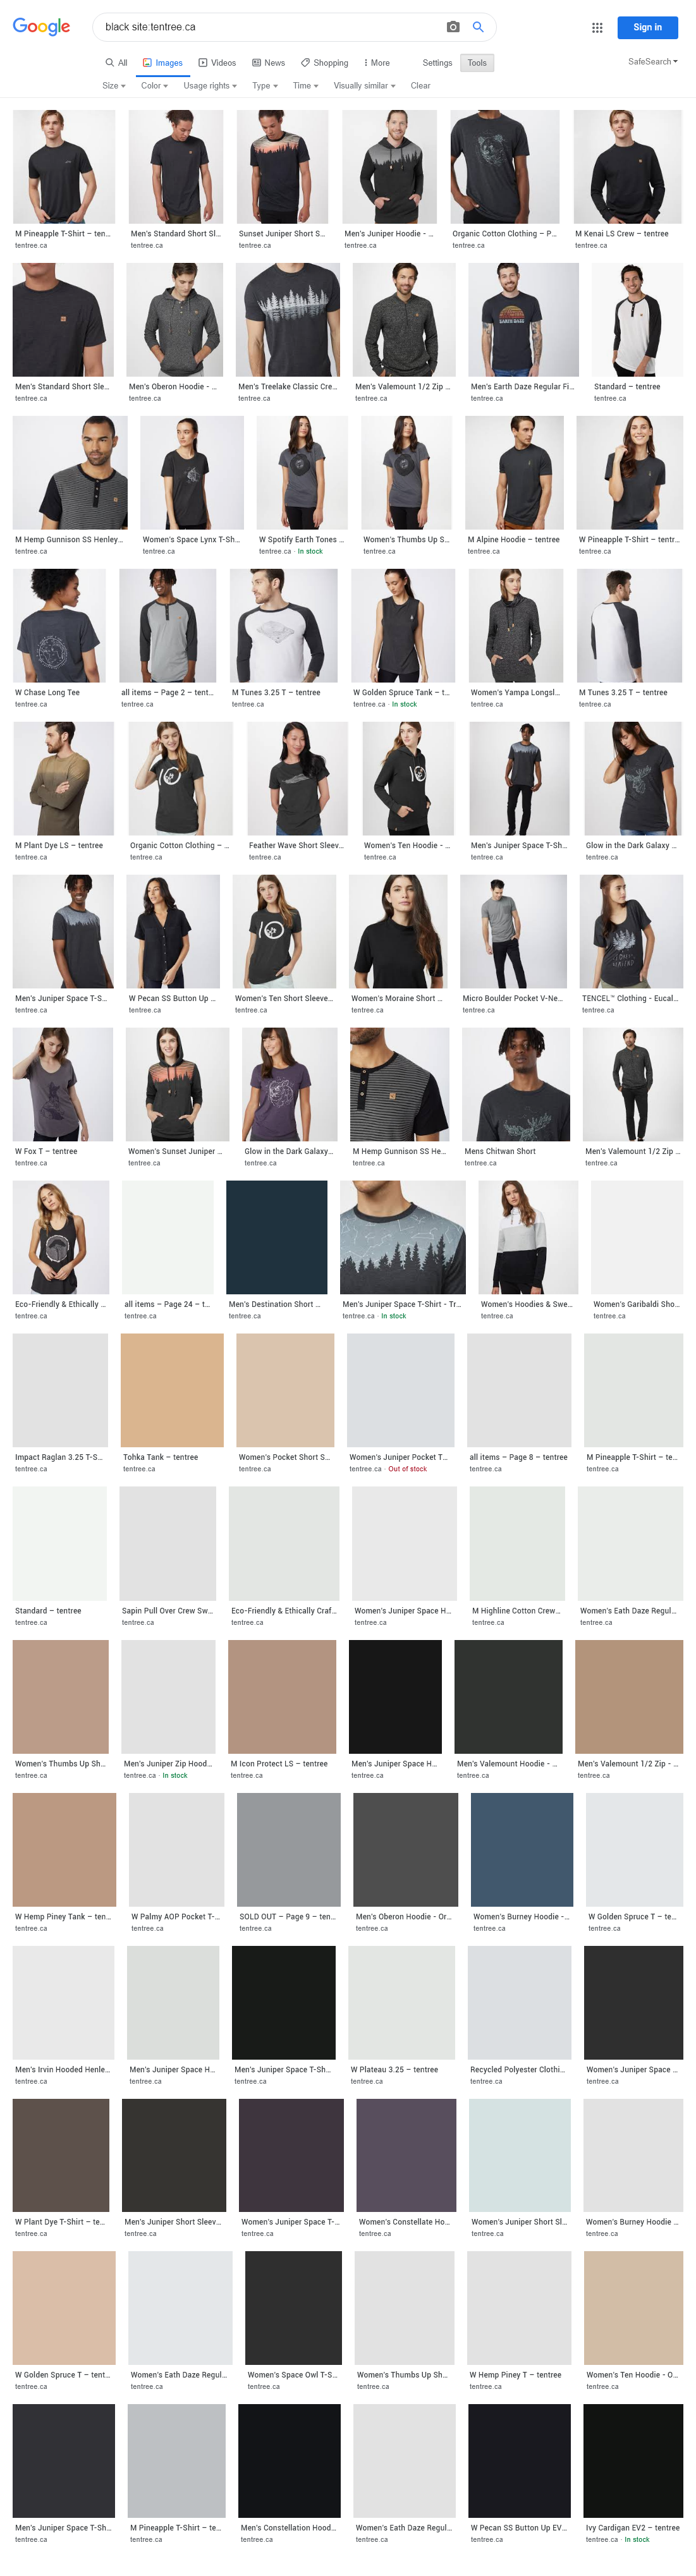 Google
black site:tentree.ca
Sign in
All Images Videos News Shopping More Settings Tools SafeSearch
Size Color Usage rights Type Time Visually similar Clear
M Pineapple T-Shirt – ten... Men's Standard Short Sl... Sunset Juniper Short S... Men's Juniper Hoodie - ... Organic Cotton Clothing – P... M Kenai LS Crew – tentree
tentree.ca tentree.ca tentree.ca tentree.ca tentree.ca tentree.ca
EARTH DAZE
Men's Standard Short Sle... Men's Oberon Hoodie - ... Men's Treelake Classic Cre... Men's Valemount 1/2 Zip ... Men's Earth Daze Regular Fi... Standard – tentree
tentree.ca tentree.ca tentree.ca tentree.ca tentree.ca tentree.ca
M Hemp Gunnison SS Henley... Women's Space Lynx T-Sh... W Spotify Earth Tones ... Women's Thumbs Up S... M Alpine Hoodie – tentree W Pineapple T-Shirt – tentr...
tentree.ca tentree.ca tentree.ca · In stock tentree.ca tentree.ca tentree.ca
W Chase Long Tee all items – Page 2 – tent... M Tunes 3.25 T – tentree W Golden Spruce Tank – t... Women's Yampa Longsl... M Tunes 3.25 T – tentree
tentree.ca tentree.ca tentree.ca tentree.ca · In stock tentree.ca tentree.ca
M Plant Dye LS – tentree Organic Cotton Clothing – ... Feather Wave Short Sleev... Women's Ten Hoodie - ... Men's Juniper Space T-Sh... Glow in the Dark Galaxy ...
tentree.ca tentree.ca tentree.ca tentree.ca tentree.ca tentree.ca
Men's Juniper Space T-S... W Pecan SS Button Up ... Women's Ten Short Sleeve... Women's Moraine Short ... Micro Boulder Pocket V-Ne... TENCEL™ Clothing - Eucal...
tentree.ca tentree.ca tentree.ca tentree.ca tentree.ca tentree.ca
W Fox T – tentree Women's Sunset Juniper ... Glow in the Dark Galaxy... M Hemp Gunnison SS He... Mens Chitwan Short Men's Valemount 1/2 Zip ...
tentree.ca tentree.ca tentree.ca tentree.ca tentree.ca tentree.ca
Eco-Friendly & Ethically ... all items – Page 24 – t... Men's Destination Short ... Men's Juniper Space T-Shirt - Tr... Women's Hoodies & Swe... Women's Garibaldi Sho...
tentree.ca tentree.ca tentree.ca tentree.ca · In stock tentree.ca tentree.ca
Impact Raglan 3.25 T-S... Tohka Tank – tentree Women's Pocket Short S... Women's Juniper Pocket T... all items – Page 8 – tentree M Pineapple T-Shirt – te...
tentree.ca tentree.ca tentree.ca tentree.ca · Out of stock tentree.ca tentree.ca
Standard – tentree Sapin Pull Over Crew Sw... Eco-Friendly & Ethically Craf... Women's Juniper Space H... M Highline Cotton Crew... Women's Eath Daze Regul...
tentree.ca tentree.ca tentree.ca tentree.ca tentree.ca tentree.ca
Women's Thumbs Up Sh... Men's Juniper Zip Hood... M Icon Protect LS – tentree Men's Juniper Space H... Men's Valemount Hoodie - ... Men's Valemount 1/2 Zip - ...
tentree.ca tentree.ca · In stock tentree.ca tentree.ca tentree.ca tentree.ca
W Hemp Piney Tank – ten... W Palmy AOP Pocket T-... SOLD OUT – Page 9 – ten... Men's Oberon Hoodie - Or... Women's Burney Hoodie -... W Golden Spruce T – te...
tentree.ca tentree.ca tentree.ca tentree.ca tentree.ca tentree.ca
Men's Irvin Hooded Henle... Men's Juniper Space H... Men's Juniper Space T-Sh... W Plateau 3.25 – tentree Recycled Polyester Clothi... Women's Juniper Space ...
tentree.ca tentree.ca tentree.ca tentree.ca tentree.ca tentree.ca
W Plant Dye T-Shirt – te... Men's Juniper Short Sleev... Women's Juniper Space T-... Women's Constellate Ho... Women's Juniper Short Sl... Women's Burney Hoodie ...
tentree.ca tentree.ca tentree.ca tentree.ca tentree.ca tentree.ca
W Golden Spruce T – tent... Women's Eath Daze Regul... Women's Space Owl T-S... Women's Thumbs Up Sh... W Hemp Piney T – tentree Women's Ten Hoodie - O...
tentree.ca tentree.ca tentree.ca tentree.ca tentree.ca tentree.ca
Men's Juniper Space T-Sh... M Pineapple T-Shirt – te... Men's Constellation Hood... Women's Eath Daze Regul... W Pecan SS Button Up EV... Ivy Cardigan EV2 – tentree
tentree.ca tentree.ca tentree.ca tentree.ca tentree.ca tentree.ca · In stock